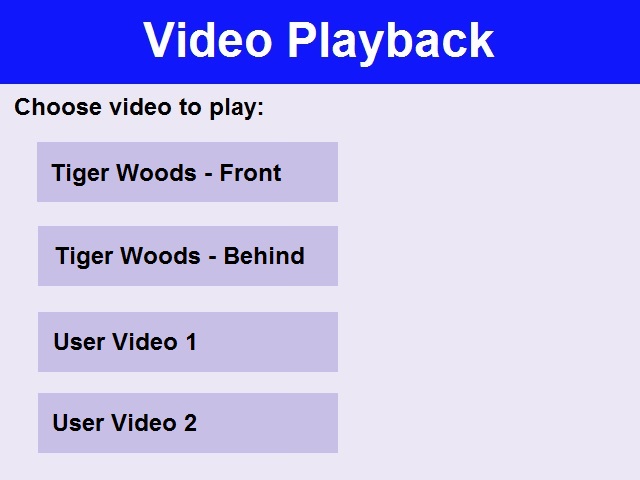 Video Playback
Choose video to play:
Tiger Woods - Front
Tiger Woods - Behind
User Video 1
User Video 2